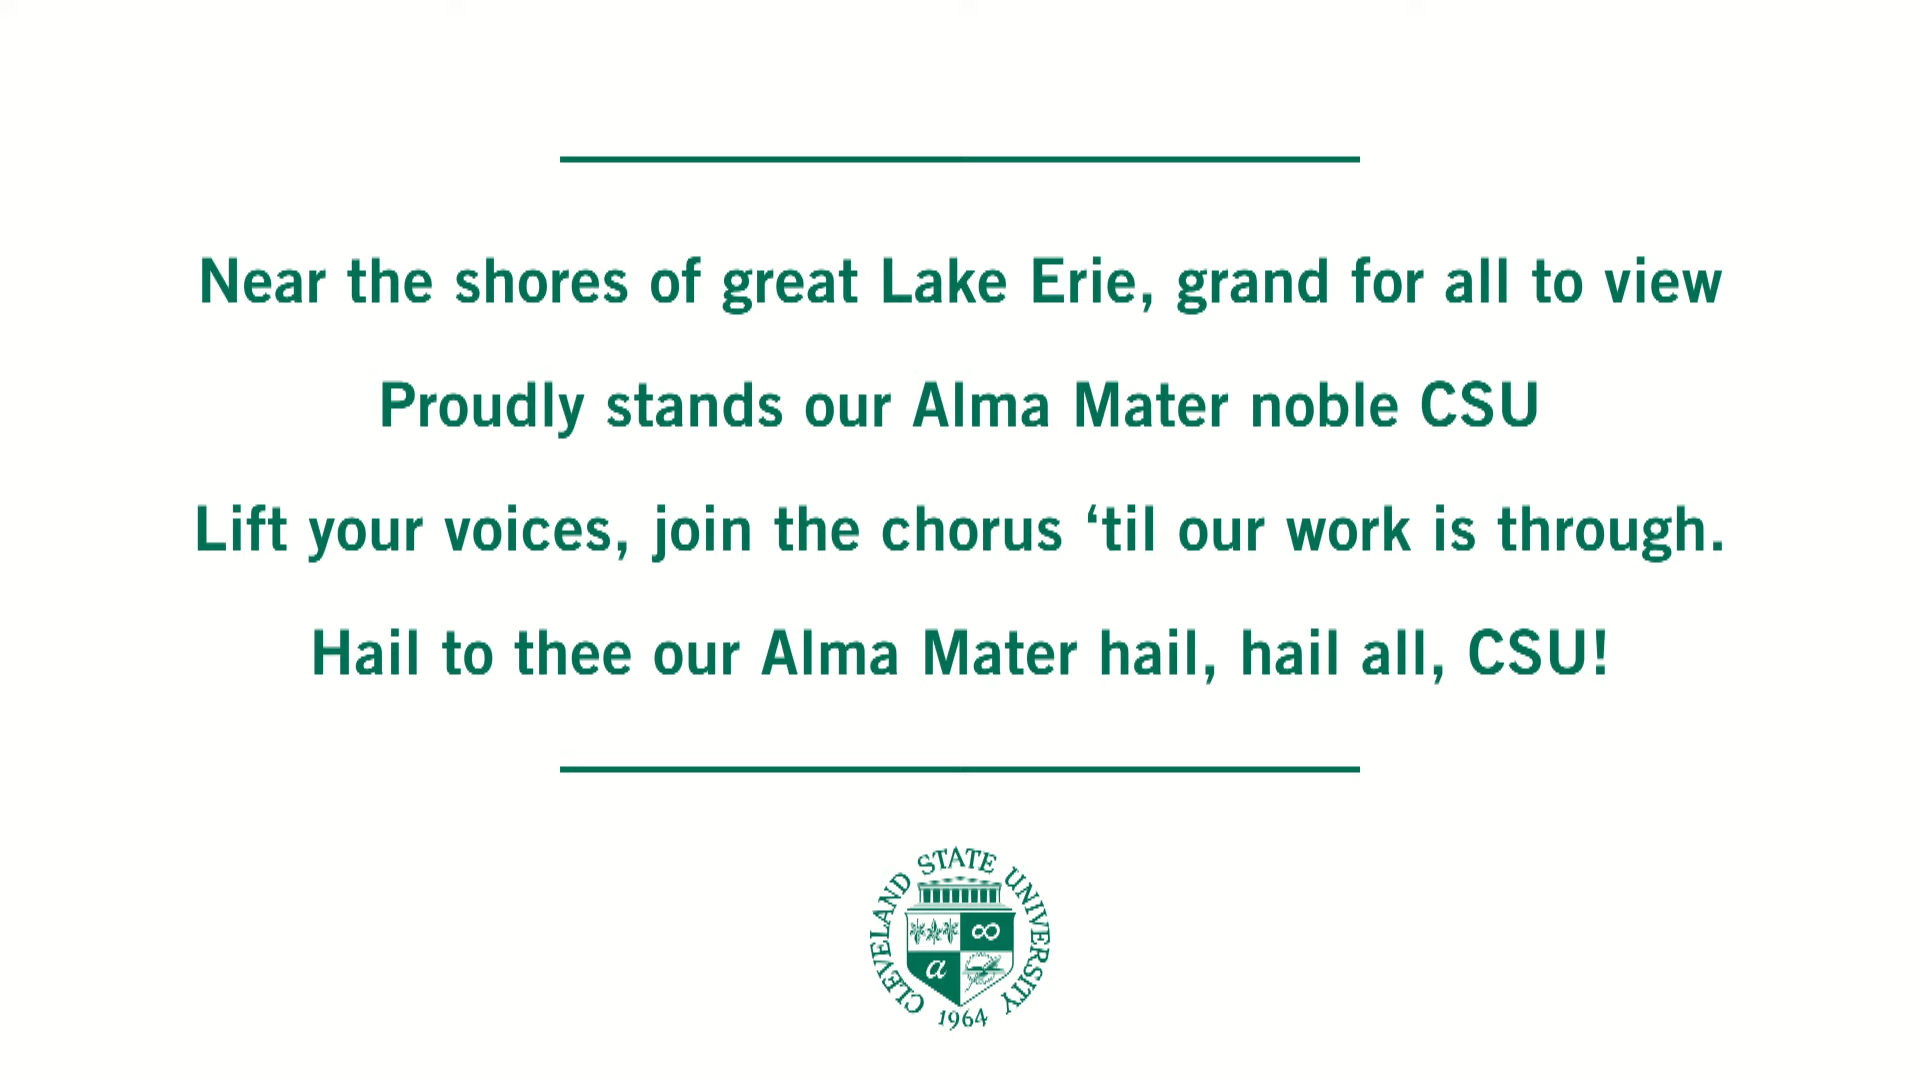 Near the shores of great Lake Erie, grand for all to view
Proudly stands our Alma Mater noble CSU
Lift your voices, join the chorus ‘til our work is through.
Hail to thee our Alma Mater hail, hail all, CSU!
CLEVELAND STATE UNIVERSITY
∞
α
1964